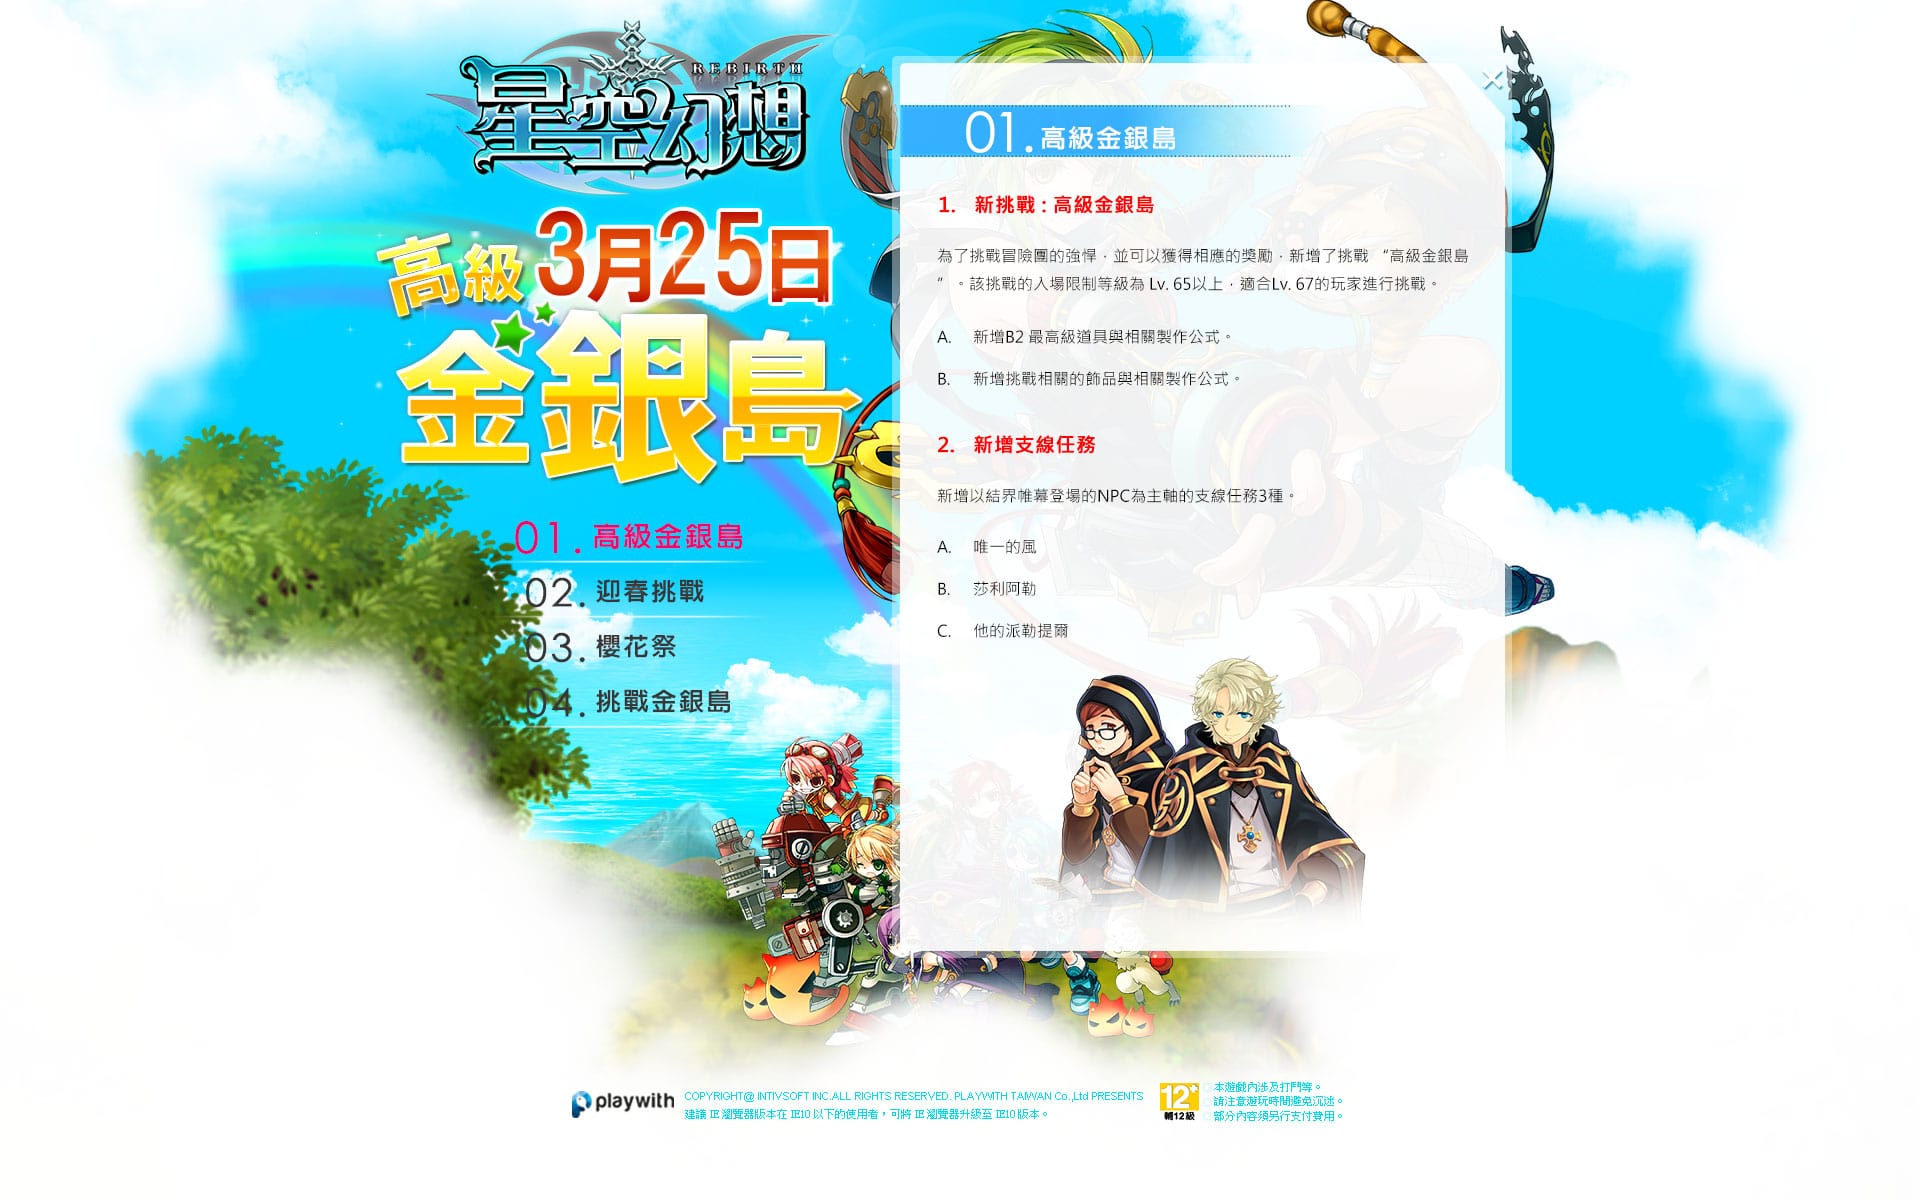 REBIRTH
星空幻想
高級 3月25日
金銀島
01. 高級金銀島
02. 迎春挑戰
03. 櫻花祭
04. 挑戰金銀島
01. 高級金銀島
1. 新挑戰 : 高級金銀島
為了挑戰冒險團的強悍，並可以獲得相應的獎勵，新增了挑戰 “高級金銀島
” 。該挑戰的入場限制等級為 Lv. 65以上，適合Lv. 67的玩家進行挑戰。
A. 新增B2 最高級道具與相關製作公式。
B. 新增挑戰相關的飾品與相關製作公式。
2. 新增支線任務
新增以結界帷幕登場的NPC為主軸的支線任務3種。
A. 唯一的風
B. 莎利阿勒
C. 他的派勒提爾
playwith
COPYRIGHT@ INTIVSOFT INC.ALL RIGHTS RESERVED. PLAYWITH TAIWAN Co.,Ltd PRESENTS
建議 IE 瀏覽器版本在 IE10 以下的使用者，可將 IE 瀏覽器升級至 IE10 版本。
12+
輔12級
◎本遊戲內涉及打鬥等。
◎請注意遊玩時間避免沉迷。
◎部分內容須另行支付費用。